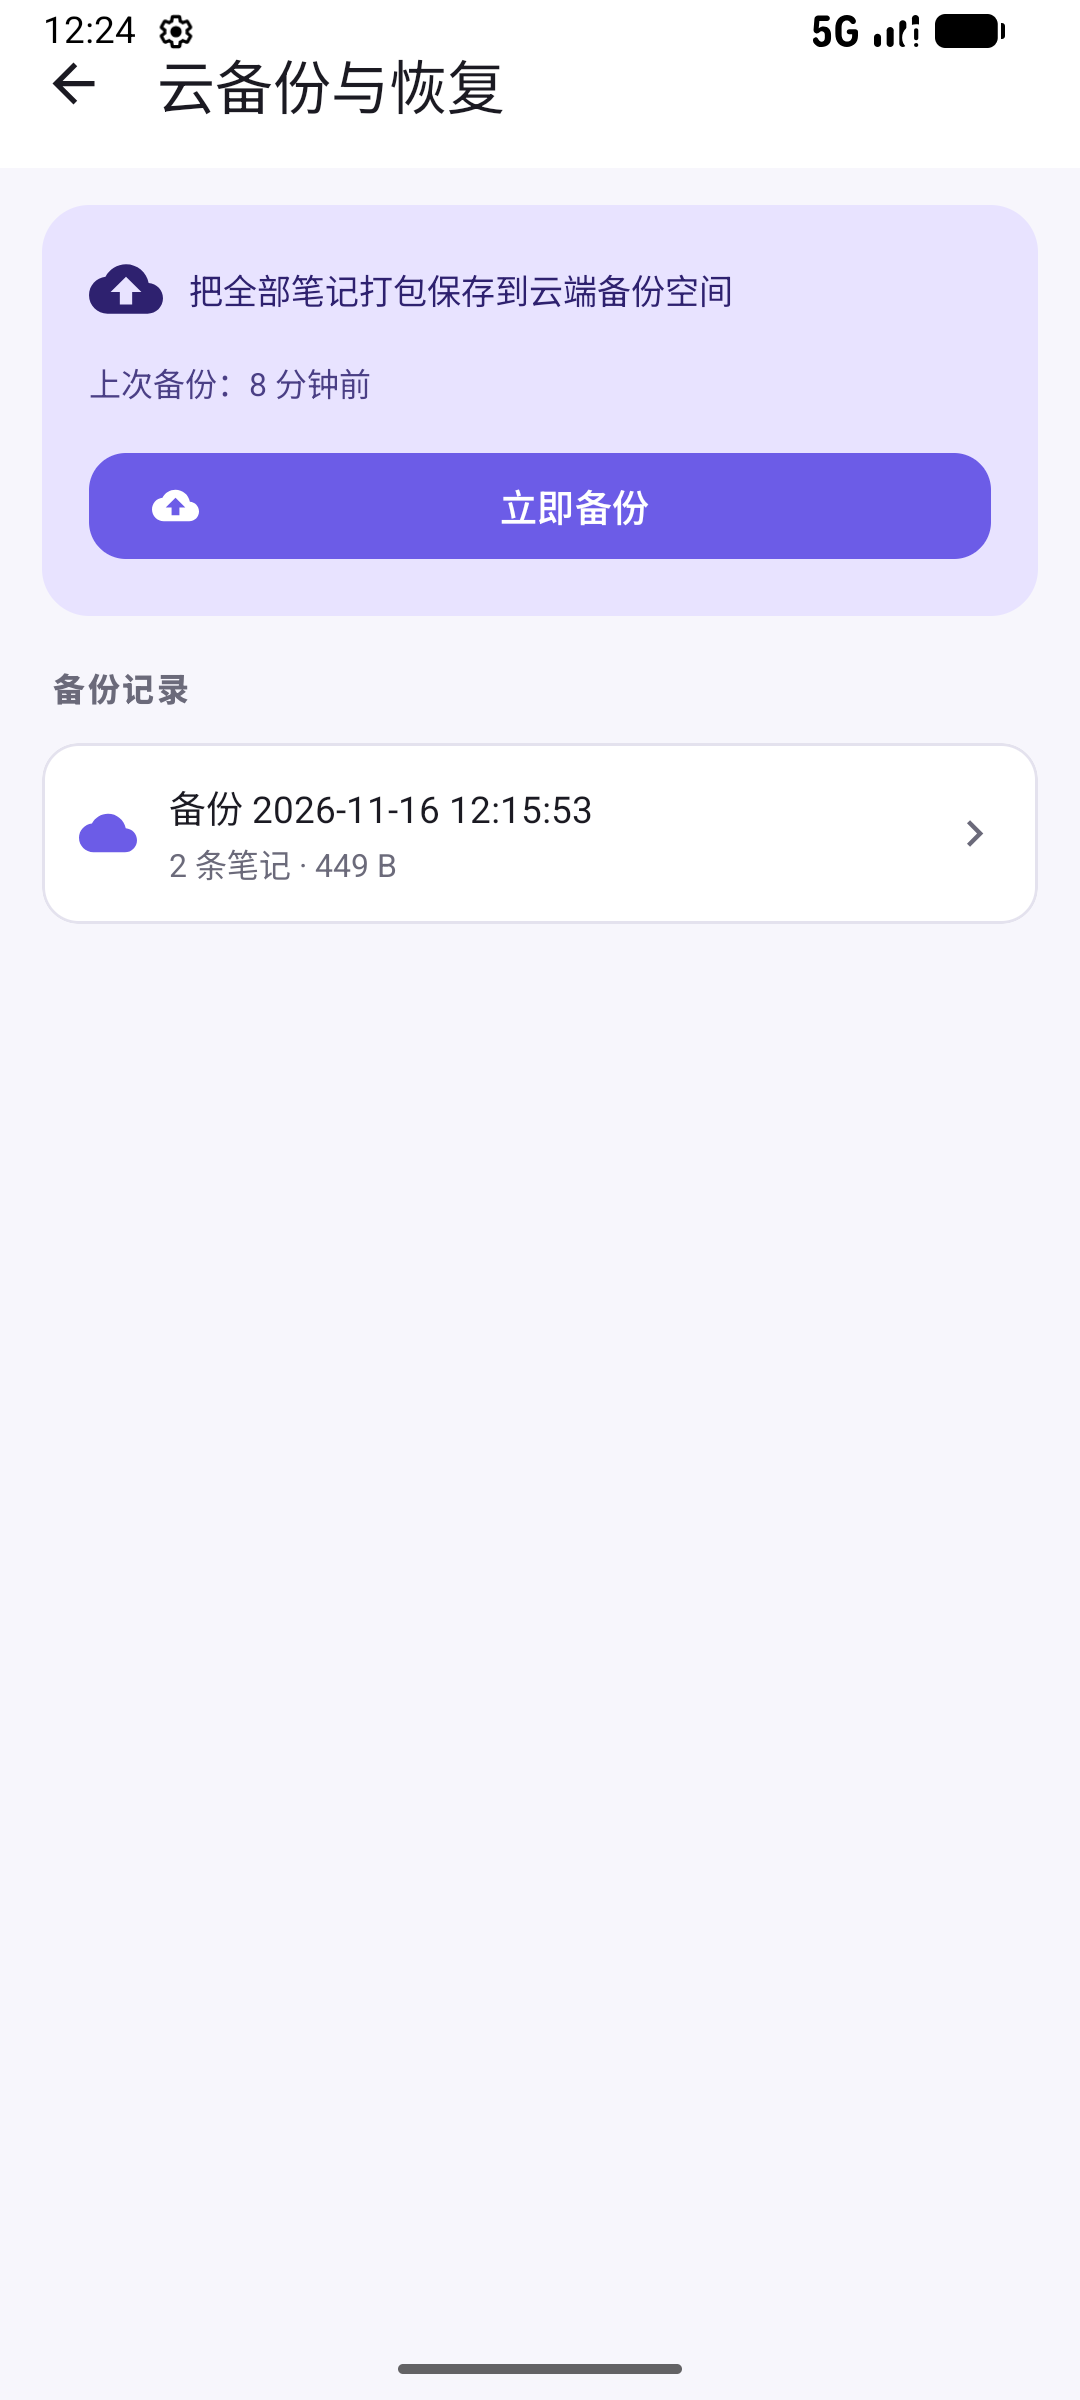 12:24
5G
云备份与恢复
把全部笔记打包保存到云端备份空间
上次备份：8 分钟前
立即备份
备份记录
备份 2026-11-16 12:15:53
2 条笔记 · 449 B